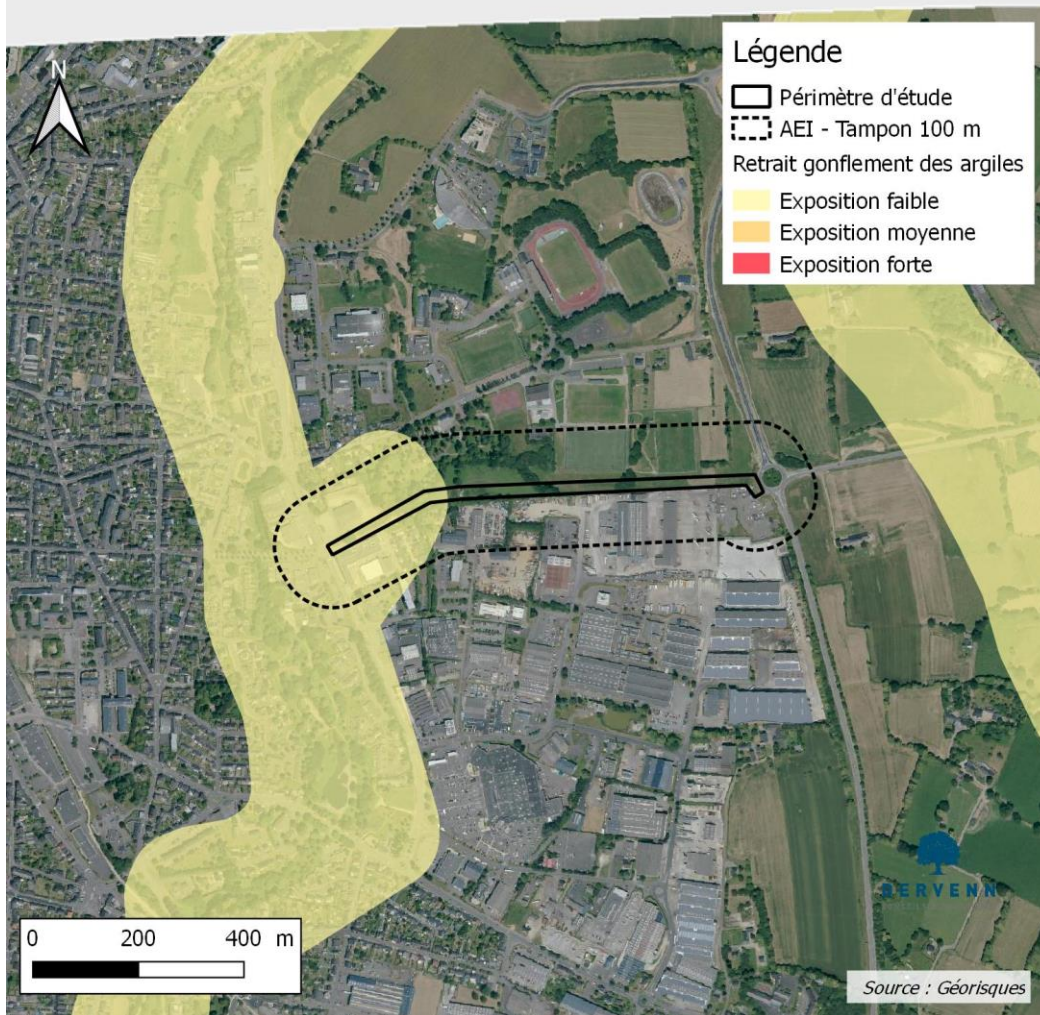 N
Légende
Périmètre d'étude
AEI - Tampon 100 m
Retrait gonflement des argiles
Exposition faible
Exposition moyenne
Exposition forte
DERVENN
0 200 400 m
Source : Géorisques